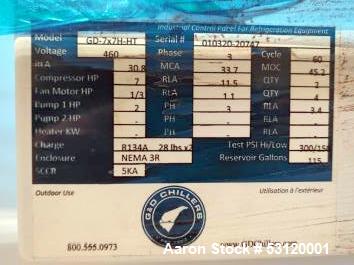 Industrial Control Panel For Refrigeration Equipment
Model GD-7x7H-HT Serial # 010320-20747
Voltage 460 Phase 3 Cycle 60
RLA 30.8 MCA 33.7 MOC 45.2
Compressor HP 7 RLA 11.5 QTY 2
Fan Motor HP 1/3 RLA 1.1 QTY 4
Pump 1 HP 2 PH 3 RLA 3.4
Pump 2 HP - PH - RLA -
Heater KW - PH - RLA -
Charge R134A 28 lbs x2 Test PSI Hi/Low 300/150
Enclosure NEMA 3R Reservoir Gallons 115
SCCR 5KA
Outdoor Use Utilisation à l'extérieur
G&D CHILLERS
800.555.0973
Aaron Stock # 53120001